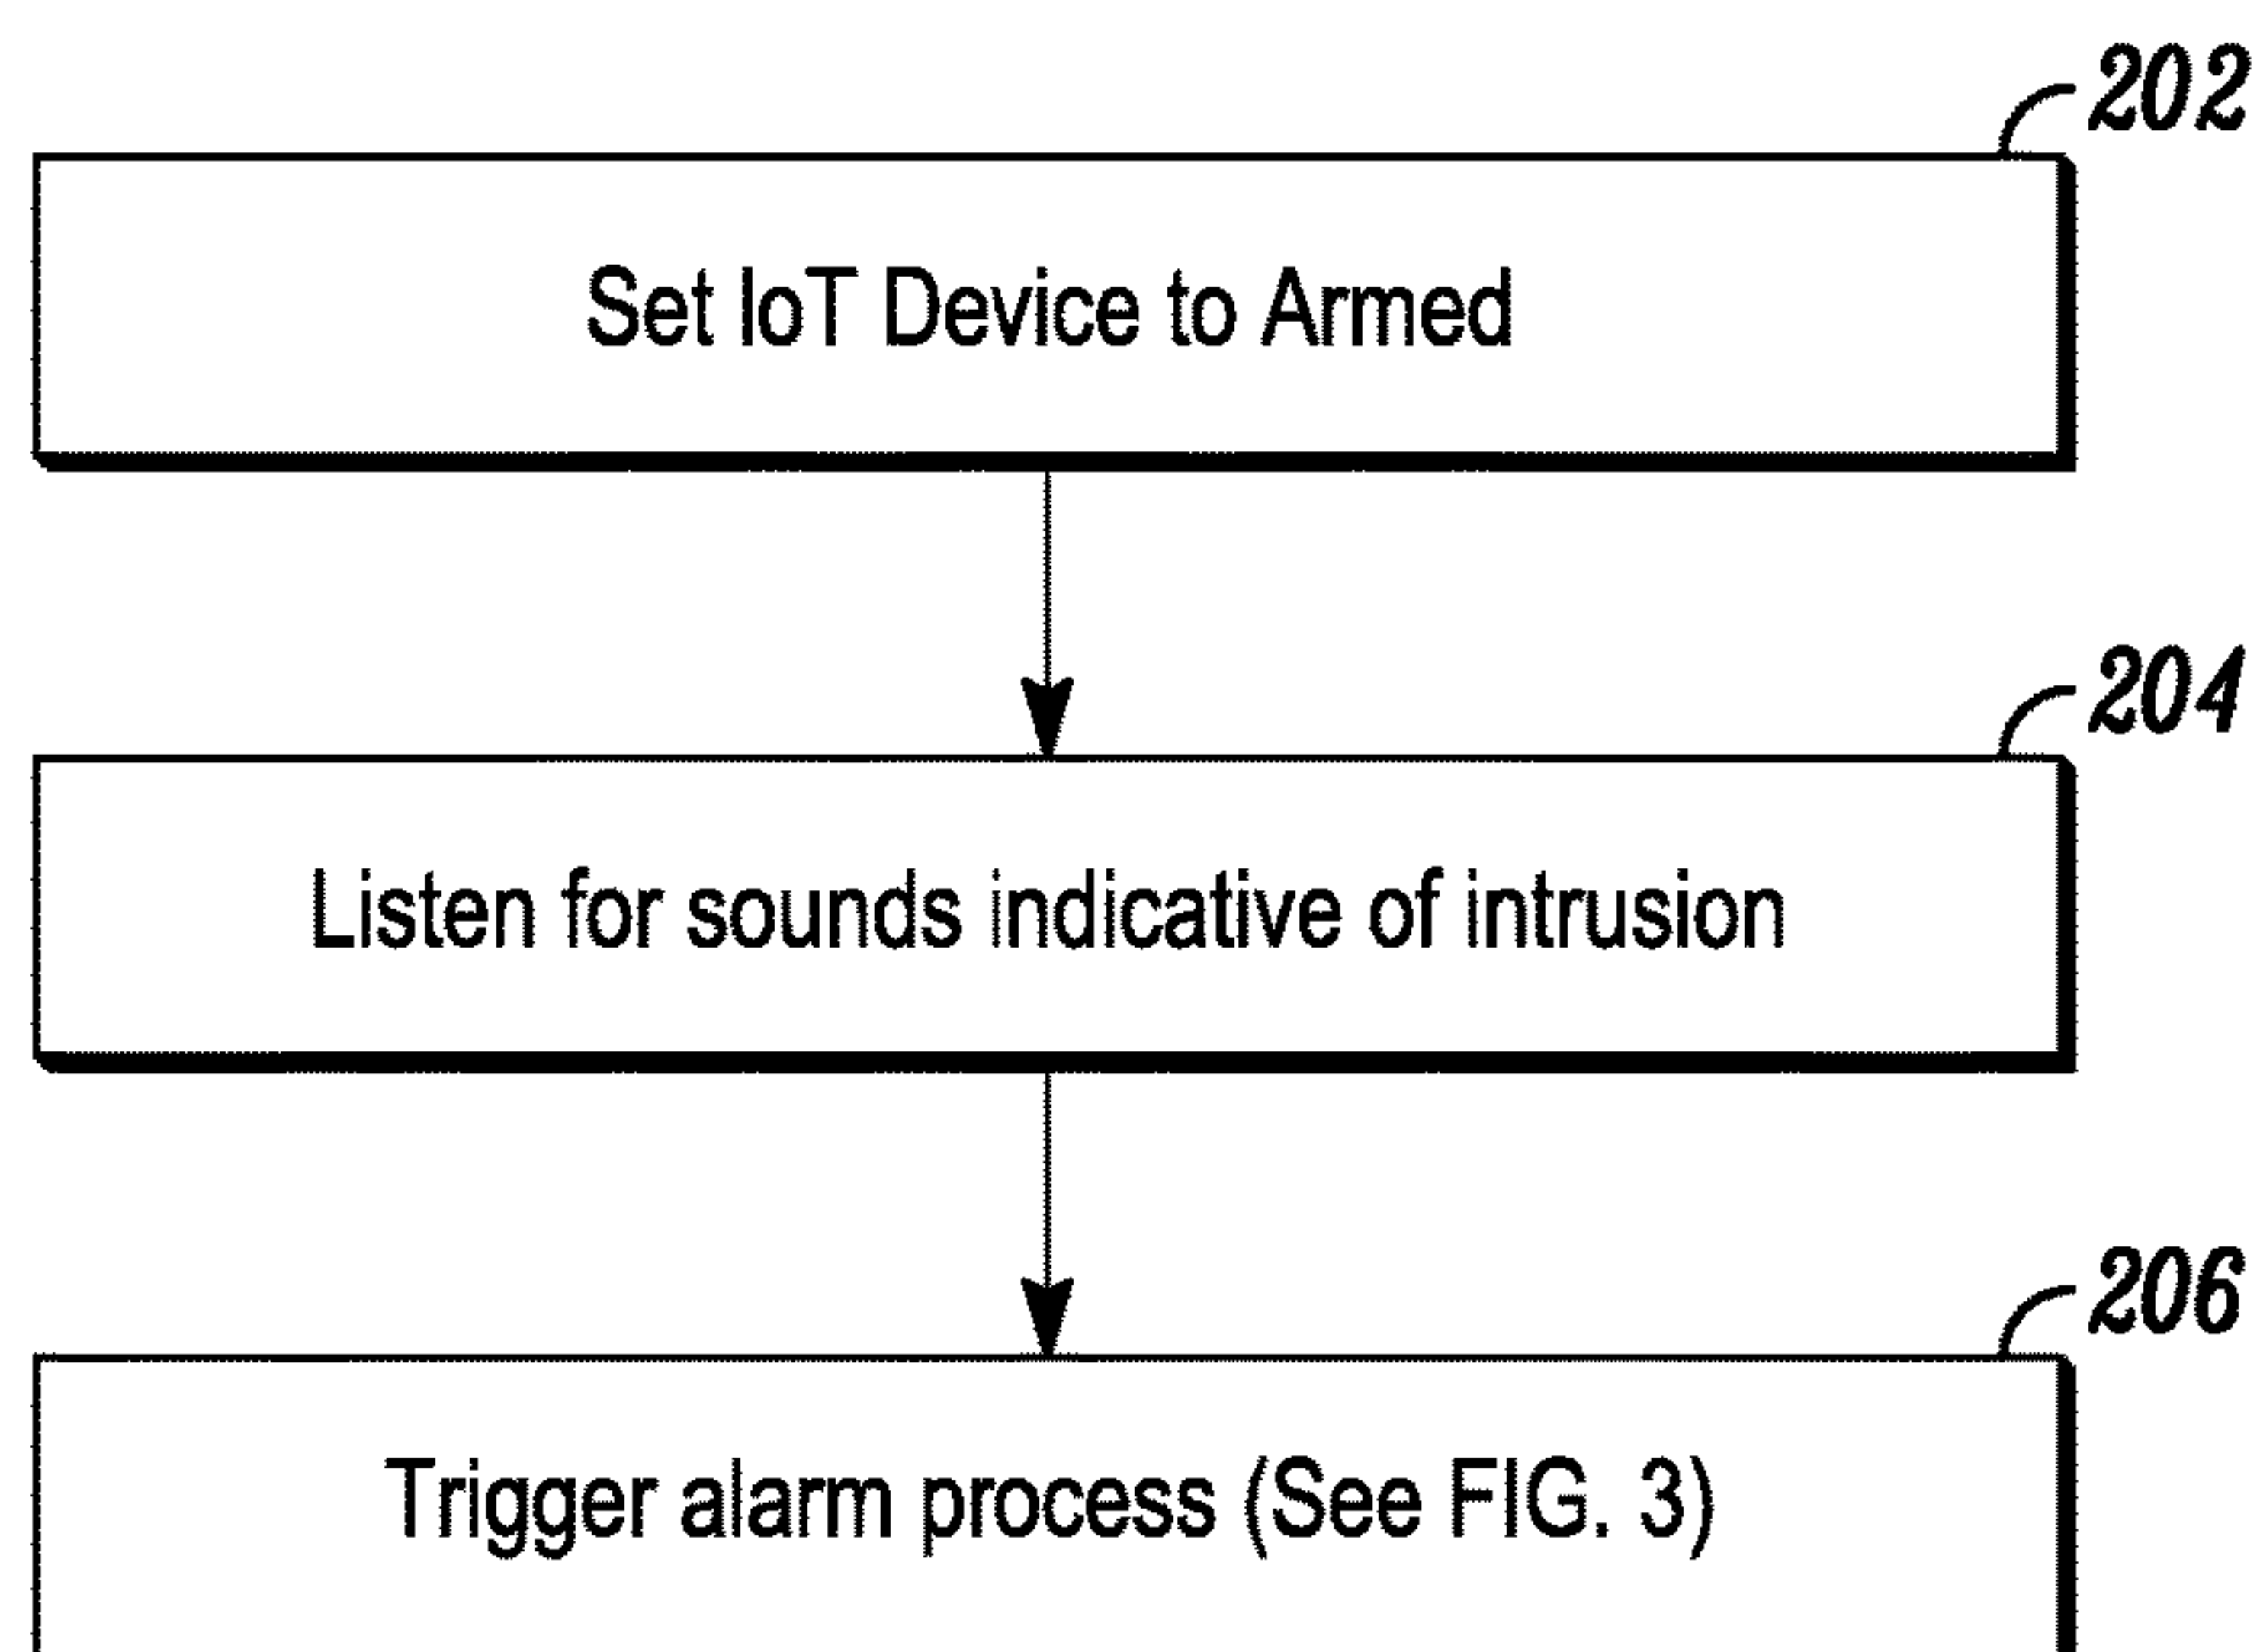 202
Set IoT Device to Armed
204
Listen for sounds indicative of intrusion
206
Trigger alarm process (See FIG. 3)